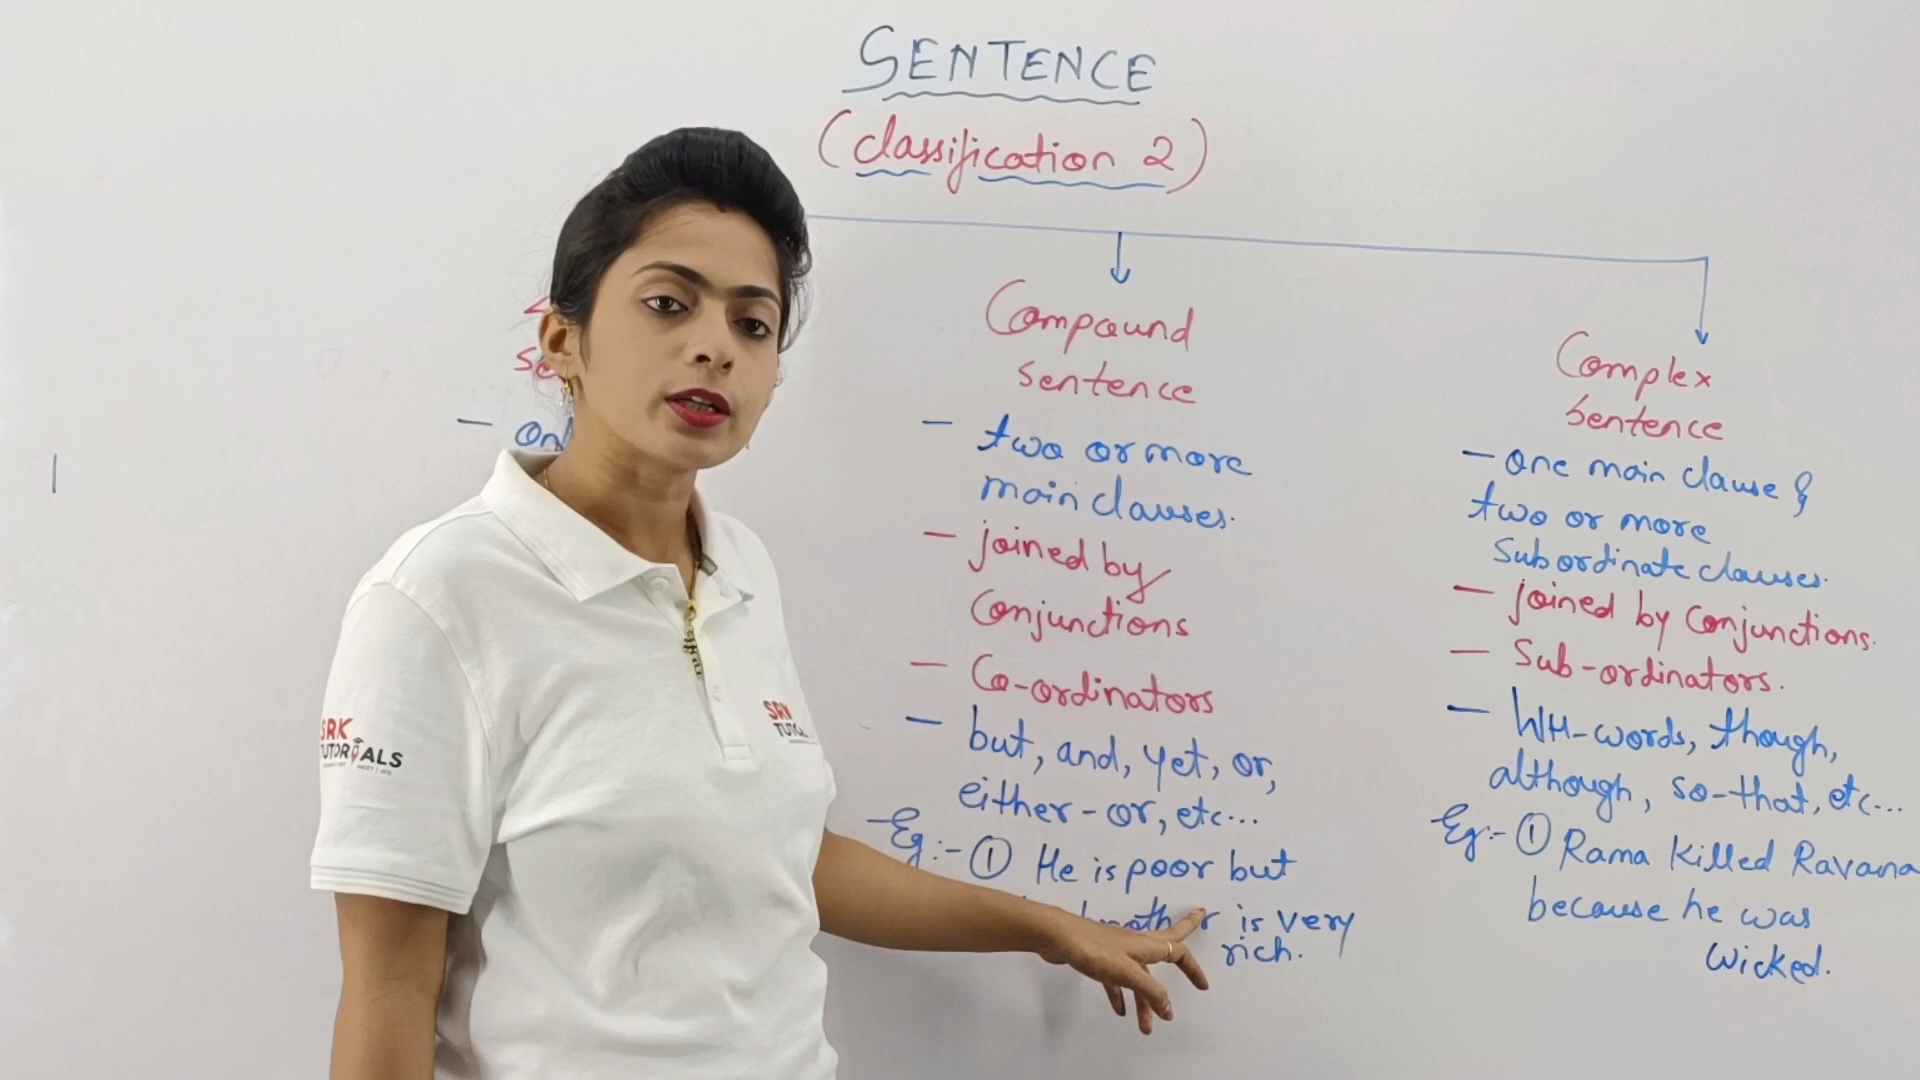 SENTENCE
(classification 2)
Compound
sentence
- two or more
main clauses.
- joined by
Conjunctions
- Co-ordinators
- but, and, yet, or,
either-or, etc...
Eg:- ① He is poor but
is very
rich.
Complex
Sentence
- one main clause &
two or more
Subordinate clauses.
- joined by conjunctions.
- Sub-ordinators.
- WH-words, though,
although, so-that, etc...
Eg:- ① Rama killed Ravana
because he was
wicked.
SRK
TUTORIALS
SRK